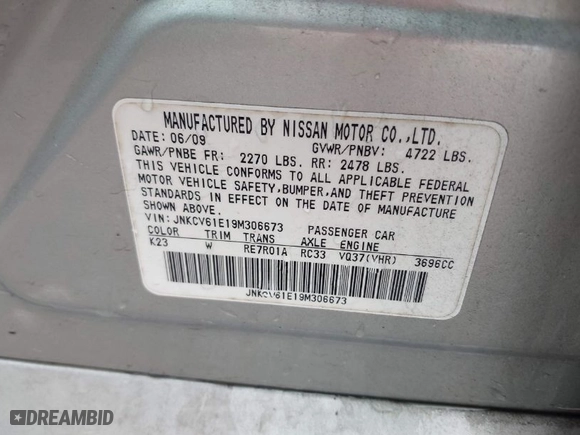 MANUFACTURED BY NISSAN MOTOR CO.,LTD.
DATE: 06/09 GVWR/PNBV: 4722 LBS.
GAWR/PNBE FR: 2270 LBS. RR: 2478 LBS.
THIS VEHICLE CONFORMS TO ALL APPLICABLE FEDERAL
MOTOR VEHICLE SAFETY,BUMPER,AND THEFT PREVENTION
STANDARDS IN EFFECT ON THE DATE OF MANUFACTURE
SHOWN ABOVE.
VIN: JNKCV61E19M306673 PASSENGER CAR
COLOR TRIM TRANS AXLE ENGINE
K23 W RE7R01A RC33 VQ37(VHR) 3696CC
JNKCV61E19M306673
DREAMBID